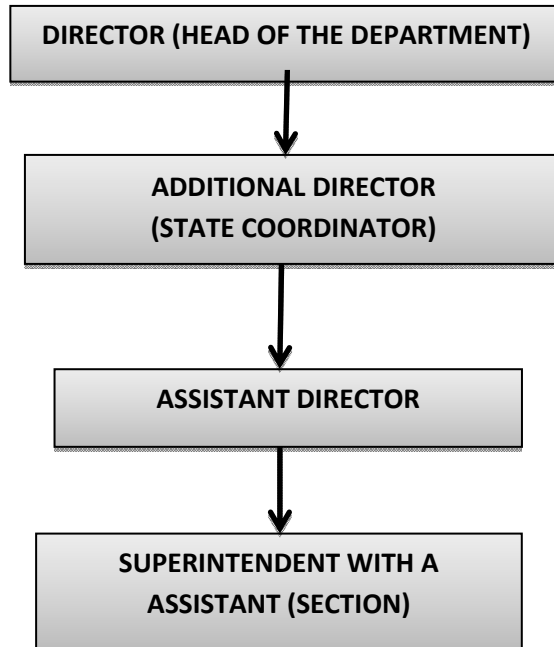 DIRECTOR (HEAD OF THE DEPARTMENT)
ADDITIONAL DIRECTOR
(STATE COORDINATOR)
ASSISTANT DIRECTOR
SUPERINTENDENT WITH A
ASSISTANT (SECTION)